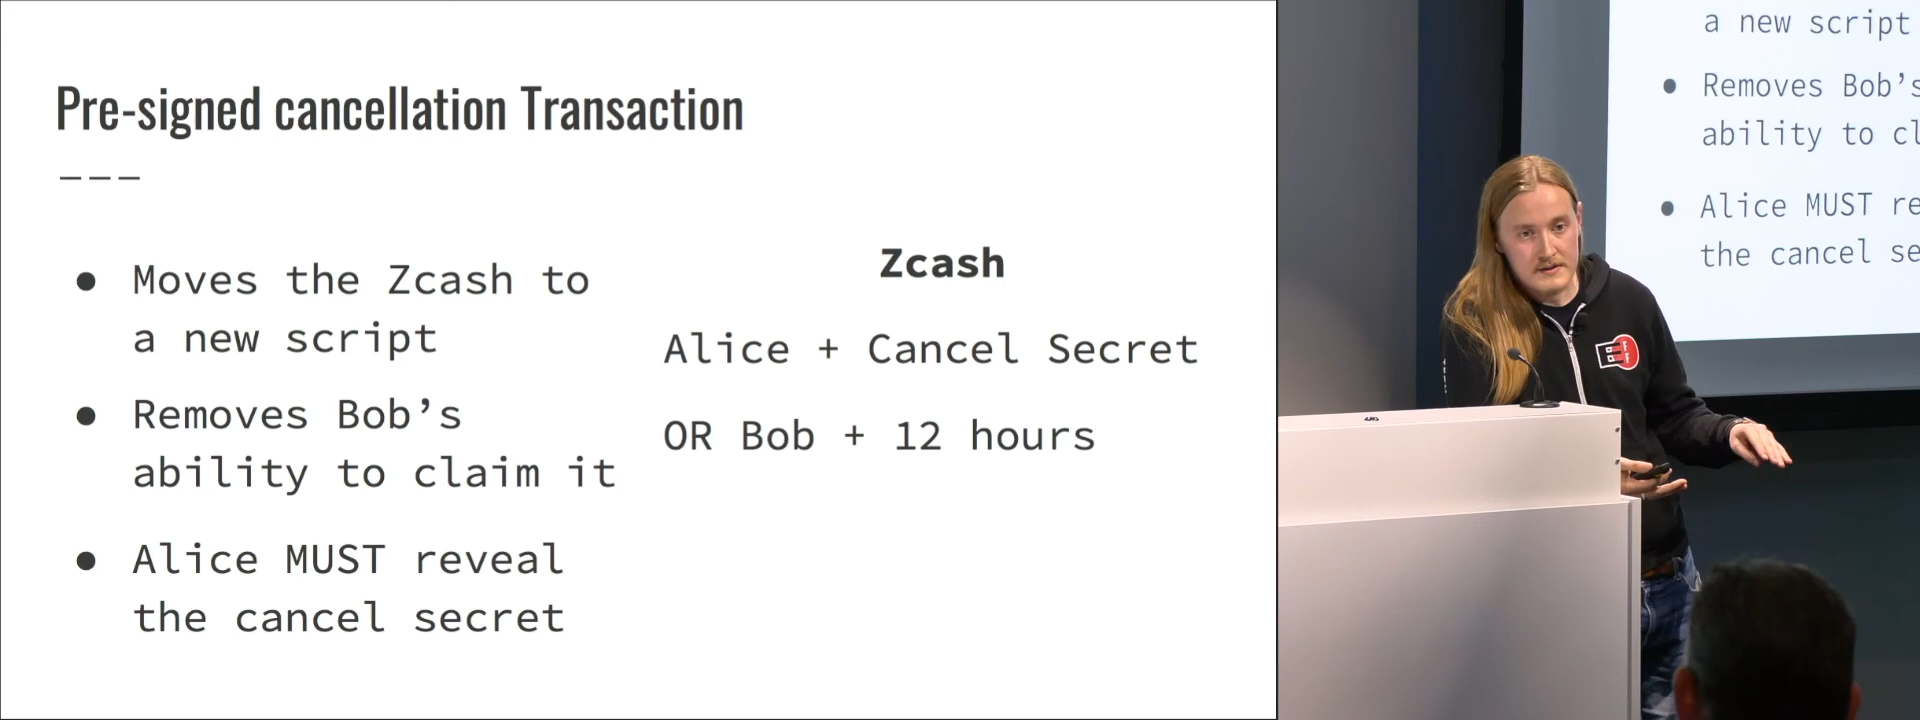 Pre-signed cancellation Transaction
---
● Moves the Zcash to
a new script
● Removes Bob’s
ability to claim it
● Alice MUST reveal
the cancel secret
Zcash
Alice + Cancel Secret
OR Bob + 12 hours
a new script
● Removes Bob’s
ability to cl
● Alice MUST re
the cancel se
EFF